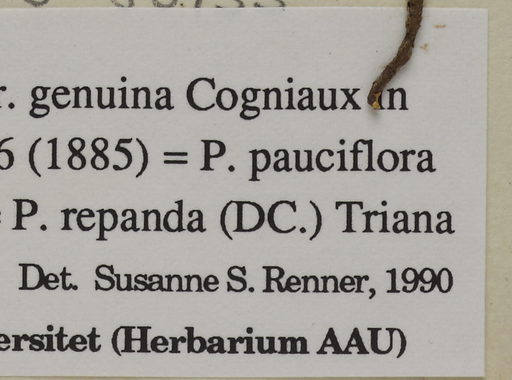 r. genuina Cogniaux in
6 (1885) = P. pauciflora
= P. repanda (DC.) Triana
Det. Susanne S. Renner, 1990
ersitet (Herbarium AAU)